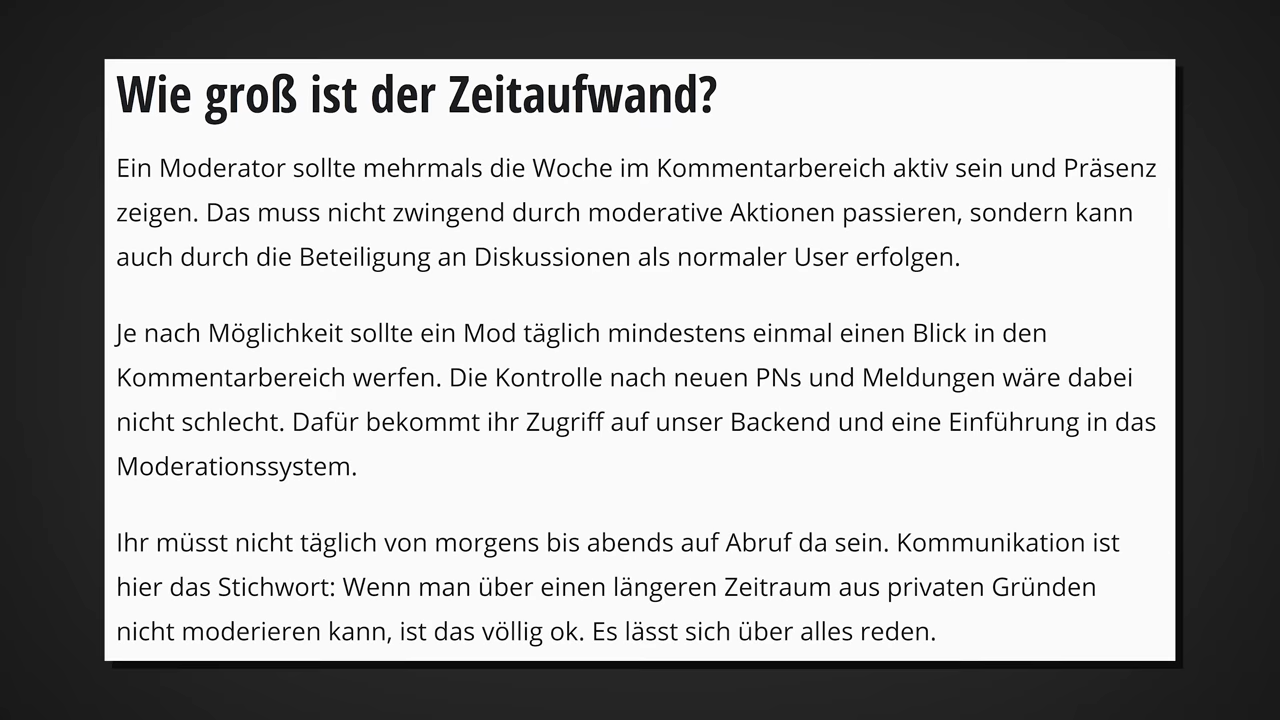 Wie groß ist der Zeitaufwand?
Ein Moderator sollte mehrmals die Woche im Kommentarbereich aktiv sein und Präsenz
zeigen. Das muss nicht zwingend durch moderative Aktionen passieren, sondern kann
auch durch die Beteiligung an Diskussionen als normaler User erfolgen.
Je nach Möglichkeit sollte ein Mod täglich mindestens einmal einen Blick in den
Kommentarbereich werfen. Die Kontrolle nach neuen PNs und Meldungen wäre dabei
nicht schlecht. Dafür bekommt ihr Zugriff auf unser Backend und eine Einführung in das
Moderationssystem.
Ihr müsst nicht täglich von morgens bis abends auf Abruf da sein. Kommunikation ist
hier das Stichwort: Wenn man über einen längeren Zeitraum aus privaten Gründen
nicht moderieren kann, ist das völlig ok. Es lässt sich über alles reden.